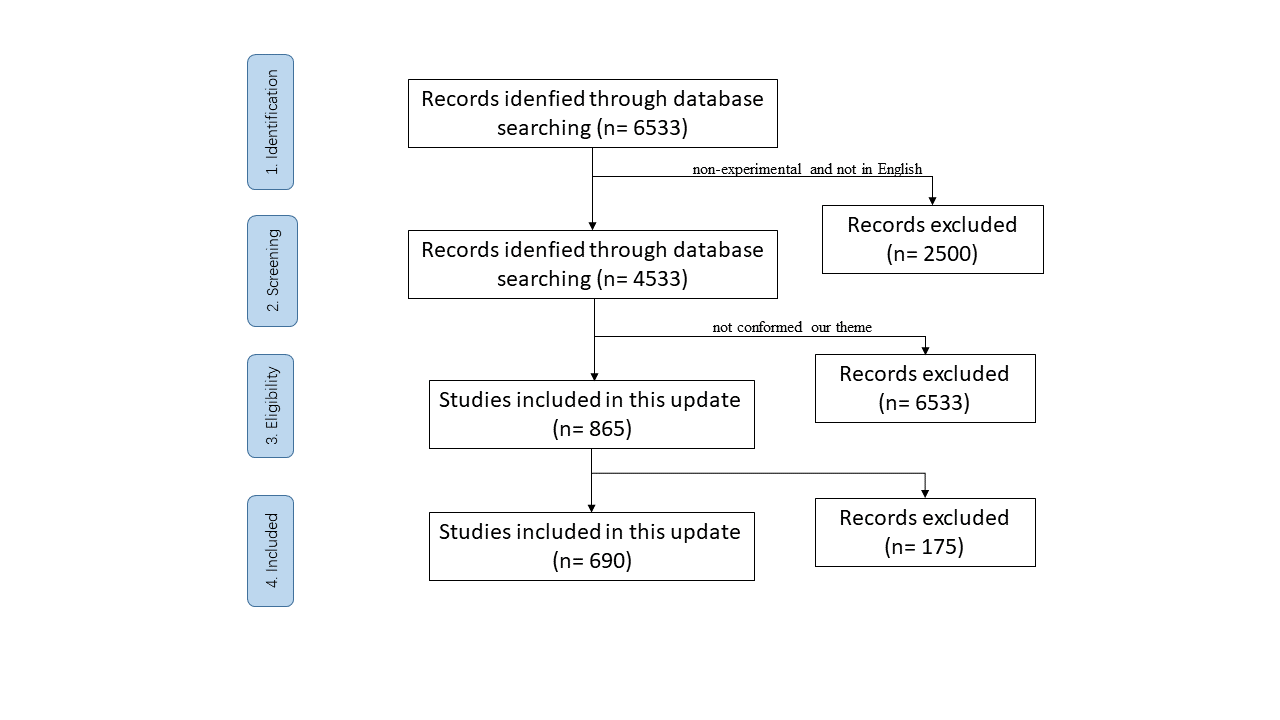 1. Identification
Records idenfied through database
searching (n= 6533)
non-experimental and not in English
Records excluded
(n= 2500)
2. Screening
Records idenfied through database
searching (n= 4533)
not conformed our theme
Records excluded
(n= 6533)
3. Eligibility
Studies included in this update
(n= 865)
4. Included
Studies included in this update
(n= 690)
Records excluded
(n= 175)